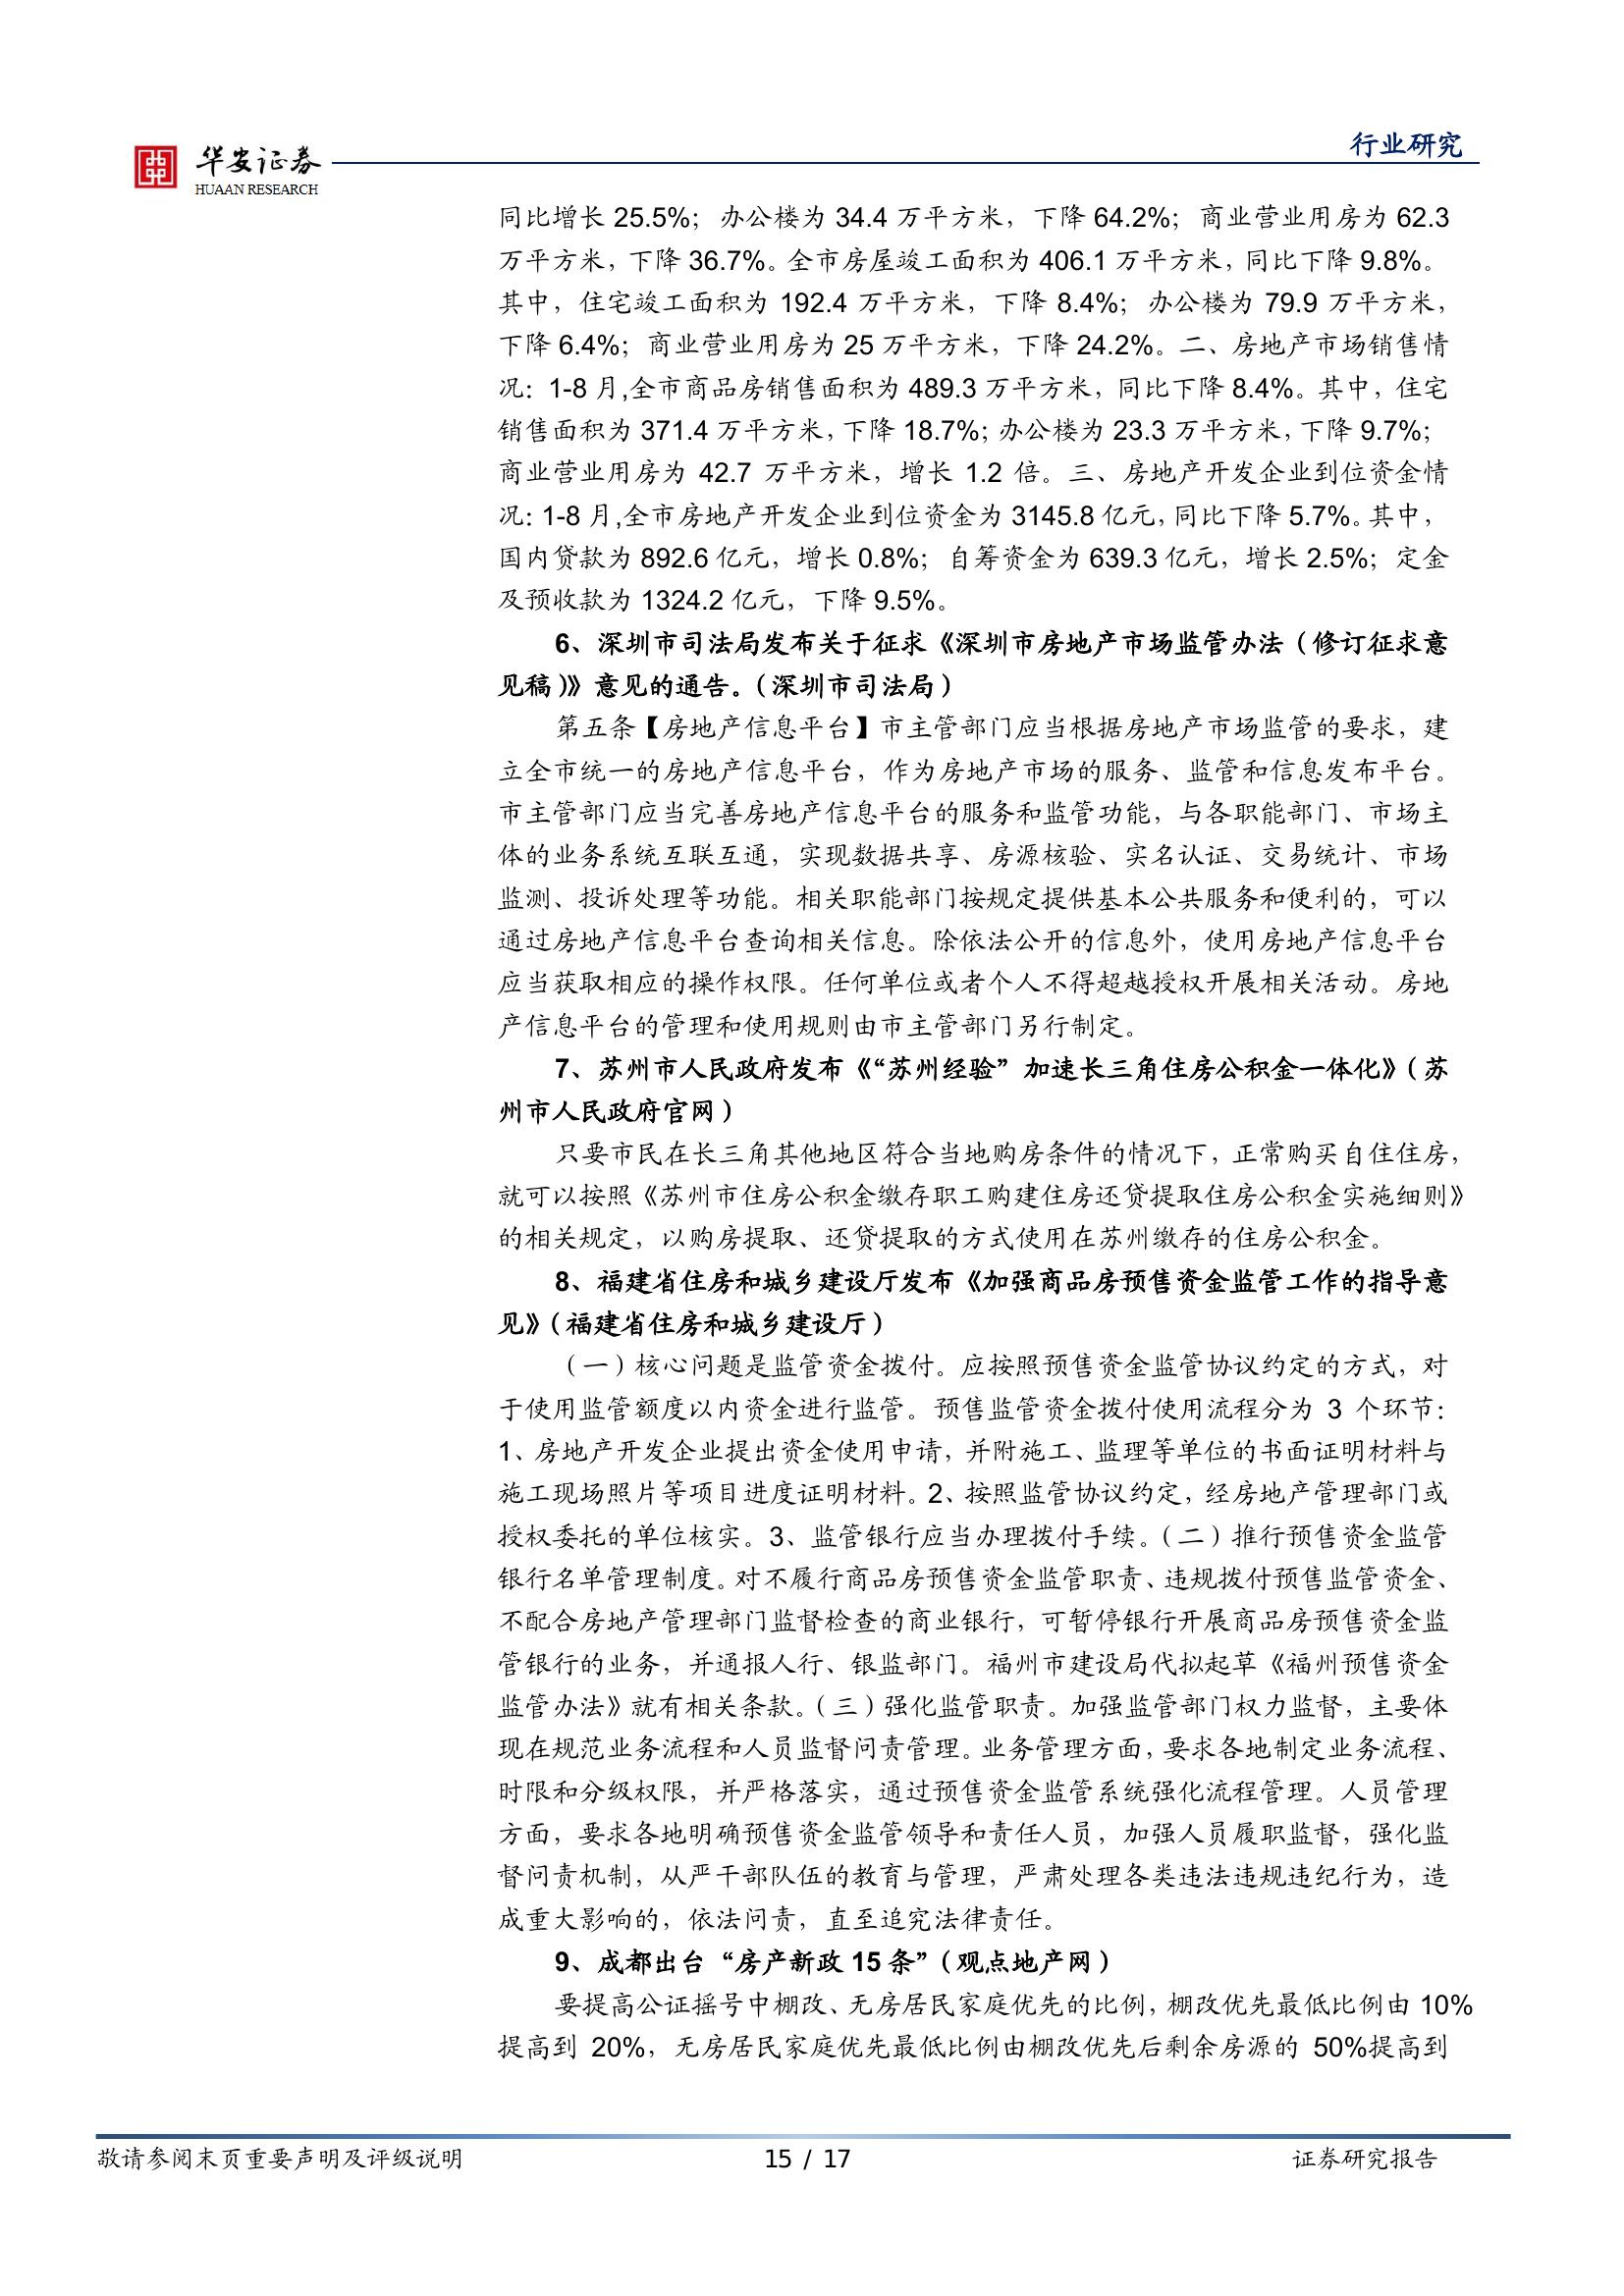 华安证券
HUAAN RESEARCH
行业研究
同比增长 25.5%；办公楼为 34.4 万平方米，下降 64.2%；商业营业用房为 62.3
万平方米，下降 36.7%。全市房屋竣工面积为 406.1 万平方米，同比下降 9.8%。
其中，住宅竣工面积为 192.4 万平方米，下降 8.4%；办公楼为 79.9 万平方米，
下降 6.4%；商业营业用房为 25 万平方米，下降 24.2%。二、房地产市场销售情
况：1-8 月,全市商品房销售面积为 489.3 万平方米，同比下降 8.4%。其中，住宅
销售面积为 371.4 万平方米，下降 18.7%；办公楼为 23.3 万平方米，下降 9.7%；
商业营业用房为 42.7 万平方米，增长 1.2 倍。三、房地产开发企业到位资金情
况：1-8 月,全市房地产开发企业到位资金为 3145.8 亿元，同比下降 5.7%。其中，
国内贷款为 892.6 亿元，增长 0.8%；自筹资金为 639.3 亿元，增长 2.5%；定金
及预收款为 1324.2 亿元，下降 9.5%。
6、深圳市司法局发布关于征求《深圳市房地产市场监管办法（修订征求意
见稿）》意见的通告。（深圳市司法局）
第五条【房地产信息平台】市主管部门应当根据房地产市场监管的要求，建
立全市统一的房地产信息平台，作为房地产市场的服务、监管和信息发布平台。
市主管部门应当完善房地产信息平台的服务和监管功能，与各职能部门、市场主
体的业务系统互联互通，实现数据共享、房源核验、实名认证、交易统计、市场
监测、投诉处理等功能。相关职能部门按规定提供基本公共服务和便利的，可以
通过房地产信息平台查询相关信息。除依法公开的信息外，使用房地产信息平台
应当获取相应的操作权限。任何单位或者个人不得超越授权开展相关活动。房地
产信息平台的管理和使用规则由市主管部门另行制定。
7、苏州市人民政府发布《“苏州经验”加速长三角住房公积金一体化》（苏
州市人民政府官网）
只要市民在长三角其他地区符合当地购房条件的情况下，正常购买自住住房，
就可以按照《苏州市住房公积金缴存职工购建住房还贷提取住房公积金实施细则》
的相关规定，以购房提取、还贷提取的方式使用在苏州缴存的住房公积金。
8、福建省住房和城乡建设厅发布《加强商品房预售资金监管工作的指导意
见》（福建省住房和城乡建设厅）
（一）核心问题是监管资金拨付。应按照预售资金监管协议约定的方式，对
于使用监管额度以内资金进行监管。预售监管资金拨付使用流程分为 3 个环节：
1、房地产开发企业提出资金使用申请，并附施工、监理等单位的书面证明材料与
施工现场照片等项目进度证明材料。2、按照监管协议约定，经房地产管理部门或
授权委托的单位核实。3、监管银行应当办理拨付手续。（二）推行预售资金监管
银行名单管理制度。对不履行商品房预售资金监管职责、违规拨付预售监管资金、
不配合房地产管理部门监督检查的商业银行，可暂停银行开展商品房预售资金监
管银行的业务，并通报人行、银监部门。福州市建设局代拟起草《福州预售资金
监管办法》就有相关条款。（三）强化监管职责。加强监管部门权力监督，主要体
现在规范业务流程和人员监督问责管理。业务管理方面，要求各地制定业务流程、
时限和分级权限，并严格落实，通过预售资金监管系统强化流程管理。人员管理
方面，要求各地明确预售资金监管领导和责任人员，加强人员履职监督，强化监
督问责机制，从严干部队伍的教育与管理，严肃处理各类违法违规违纪行为，造
成重大影响的，依法问责，直至追究法律责任。
9、成都出台“房产新政 15 条”（观点地产网）
要提高公证摇号中棚改、无房居民家庭优先的比例，棚改优先最低比例由 10%
提高到 20%，无房居民家庭优先最低比例由棚改优先后剩余房源的 50%提高到
敬请参阅末页重要声明及评级说明
15 / 17
证券研究报告